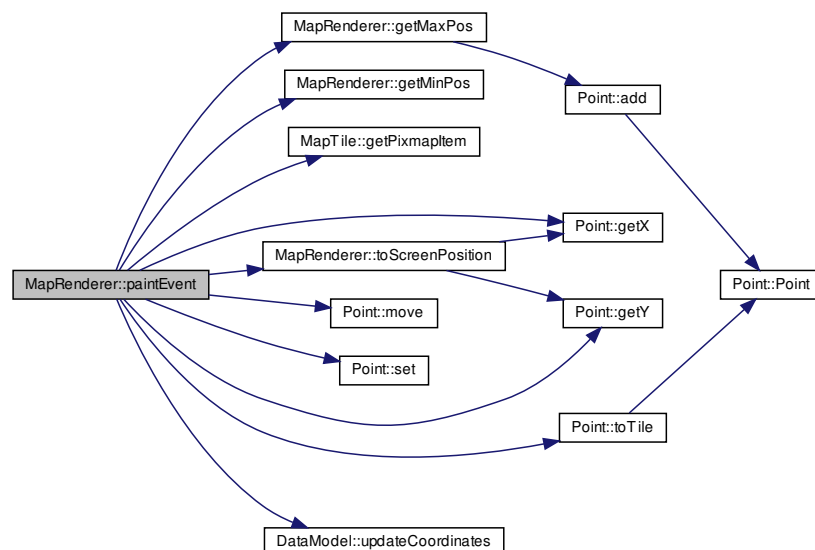 MapRenderer::getMaxPos
MapRenderer::getMinPos
Point::add
MapTile::getPixmapItem
Point::getX
MapRenderer::toScreenPosition
MapRenderer::paintEvent
Point::Point
Point::move
Point::getY
Point::set
Point::toTile
DataModel::updateCoordinates